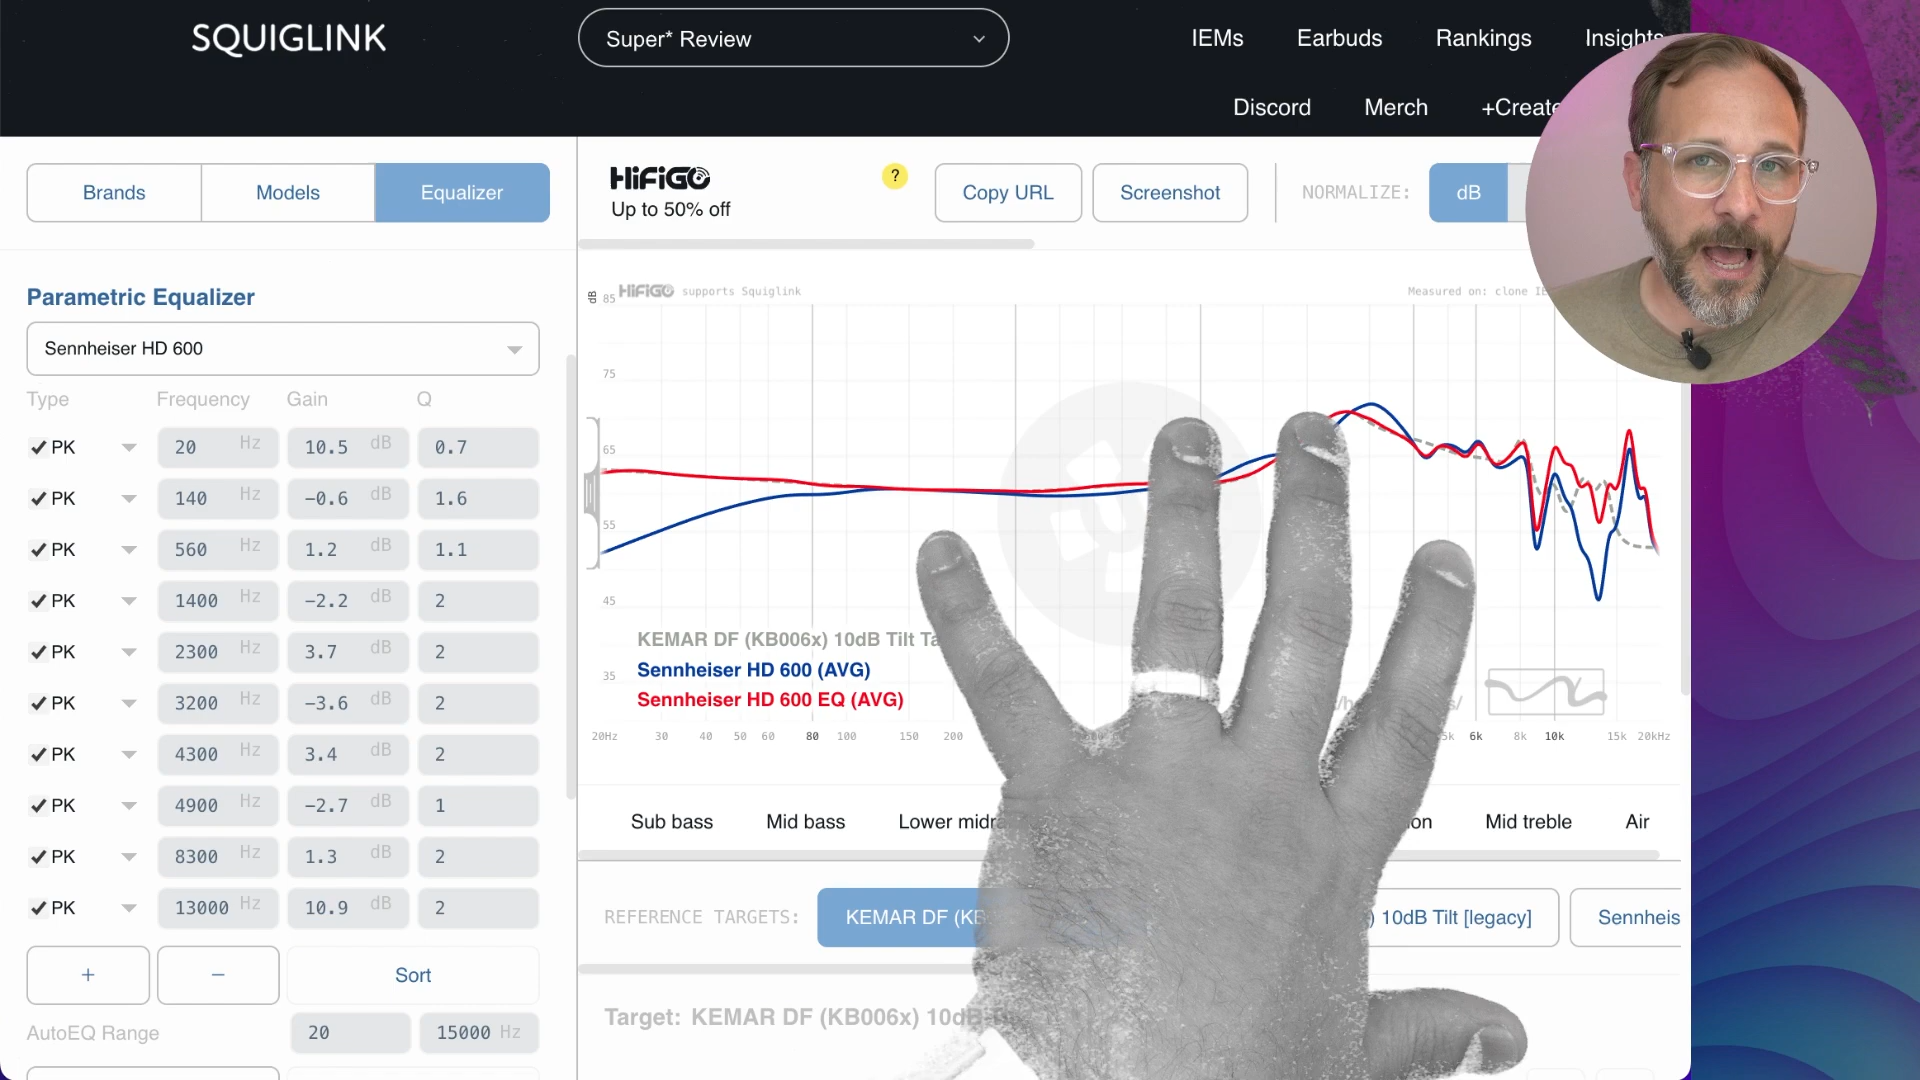 SQUIGLINK
Super* Review
IEMs
Earbuds
Rankings
Insights
Discord
Merch
+Create
Brands
Models
Equalizer
HiFiGO
Up to 50% off
?
Copy URL
Screenshot
NORMALIZE:
dB
Parametric Equalizer
Sennheiser HD 600
Type
Frequency
Gain
Q
PK 20 Hz 10.5 dB 0.7
PK 140 Hz -0.6 dB 1.6
PK 560 Hz 1.2 dB 1.1
PK 1400 Hz -2.2 dB 2
PK 2300 Hz 3.7 dB 2
PK 3200 Hz -3.6 dB 2
PK 4300 Hz 3.4 dB 2
PK 4900 Hz -2.7 dB 1
PK 8300 Hz 1.3 dB 2
PK 13000 Hz 10.9 dB 2
+
−
Sort
AutoEQ Range
20
15000 Hz
dB
85
HiFiGO supports Squiglink
Measured on: clone
75
65
55
45
35
KEMAR DF (KB006x) 10dB Tilt
Sennheiser HD 600 (AVG)
Sennheiser HD 600 EQ (AVG)
20Hz 30 40 50 60 80 100 150 200 5k 6k 8k 10k 15k 20kHz
Sub bass
Mid bass
Lower
Mid treble
Air
REFERENCE TARGETS:
KEMAR DF
) 10dB Tilt [legacy]
Sennheis
Target: KEMAR DF (KB006x) 10dB